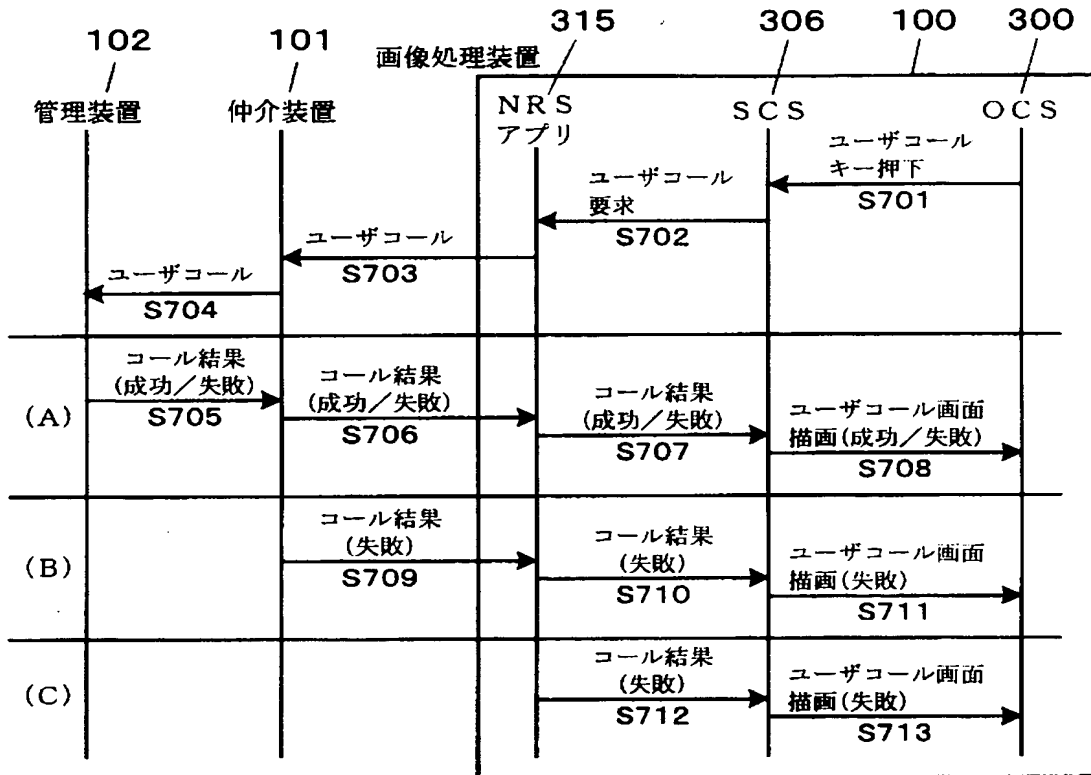 315 306 100 300
102 101
画像処理装置
管理装置 仲介装置
NRS
アプリ
SCS
OCS
ユーザコール
キー押下
S701
ユーザコール
要求
S702
ユーザコール
S703
ユーザコール
S704
(A)
コール結果
(成功/失敗)
S705
コール結果
(成功/失敗)
S706
コール結果
(成功/失敗)
S707
ユーザコール画面
描画(成功/失敗)
S708
(B)
コール結果
(失敗)
S709
コール結果
(失敗)
S710
ユーザコール画面
描画(失敗)
S711
(C)
コール結果
(失敗)
S712
ユーザコール画面
描画(失敗)
S713